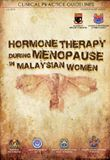 CLINICAL PRACTICE GUIDELINES
HORMONE THERAPY
DURING MENOPAUSE
IN MALAYSIAN WOMEN